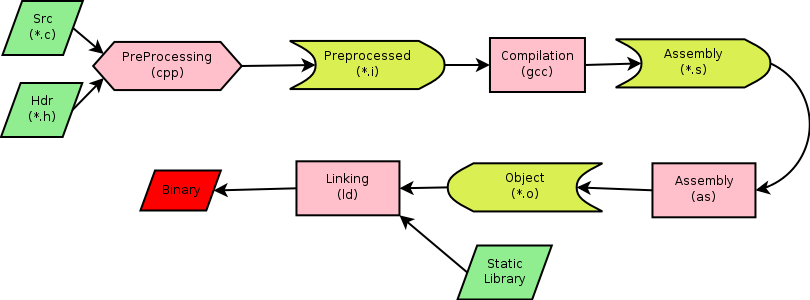 Src
(*.c)
Hdr
(*.h)
PreProcessing
(cpp)
Preprocessed
(*.i)
Compilation
(gcc)
Assembly
(*.s)
Assembly
(as)
Object
(*.o)
Linking
(ld)
Binary
Static
Library